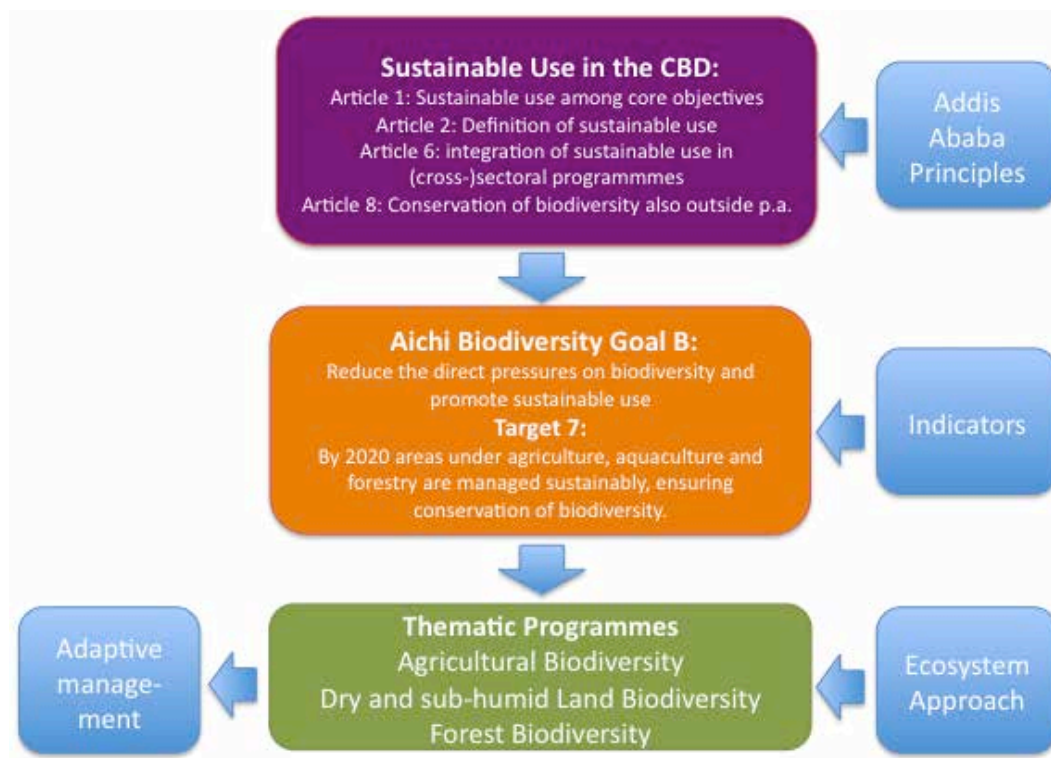 Sustainable Use in the CBD:
Article 1: Sustainable use among core objectives
Article 2: Definition of sustainable use
Article 6: integration of sustainable use in
(cross-)sectoral programmmes
Article 8: Conservation of biodiversity also outside p.a.
Addis
Ababa
Principles
Aichi Biodiversity Goal B:
Reduce the direct pressures on biodiversity and
promote sustainable use
Target 7:
By 2020 areas under agriculture, aquaculture and
forestry are managed sustainably, ensuring
conservation of biodiversity.
Indicators
Adaptive
manage-
ment
Thematic Programmes
Agricultural Biodiversity
Dry and sub-humid Land Biodiversity
Forest Biodiversity
Ecosystem
Approach